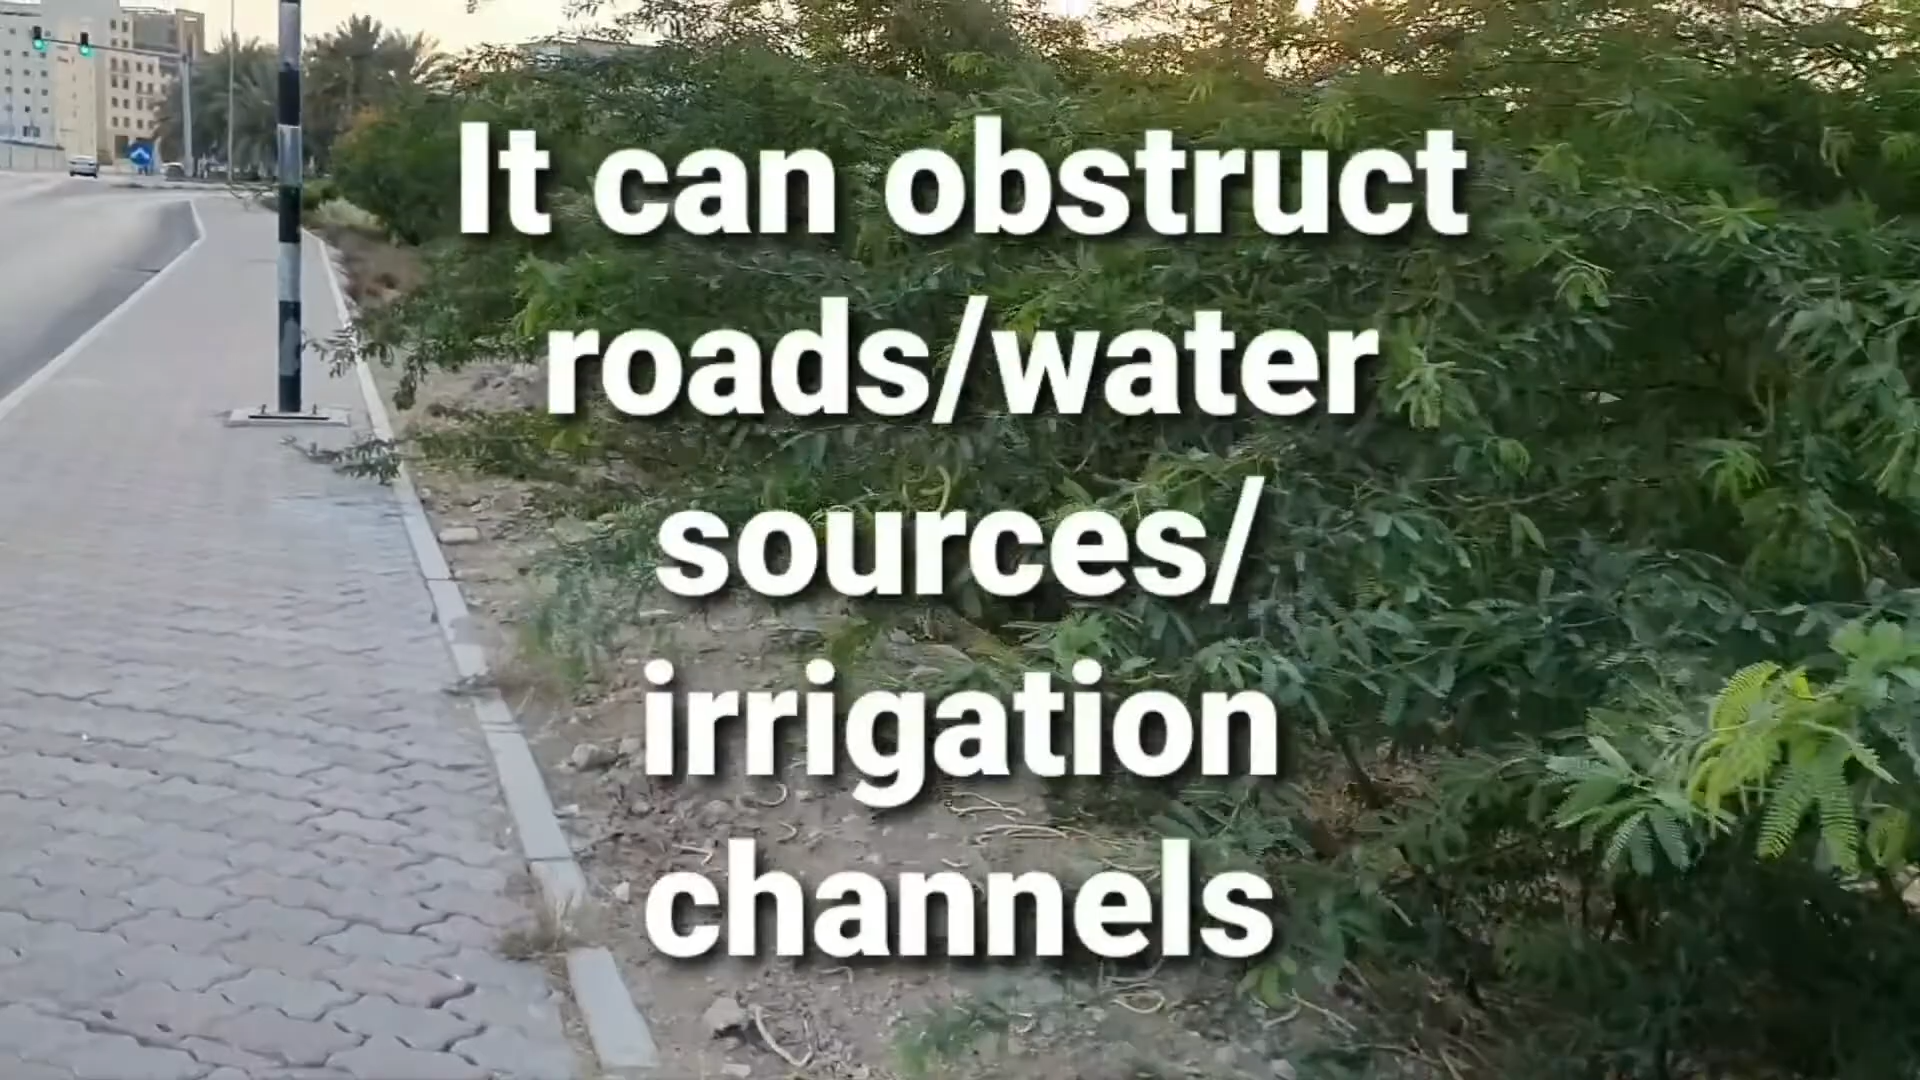 It can obstruct
roads/water
sources/
irrigation
channels